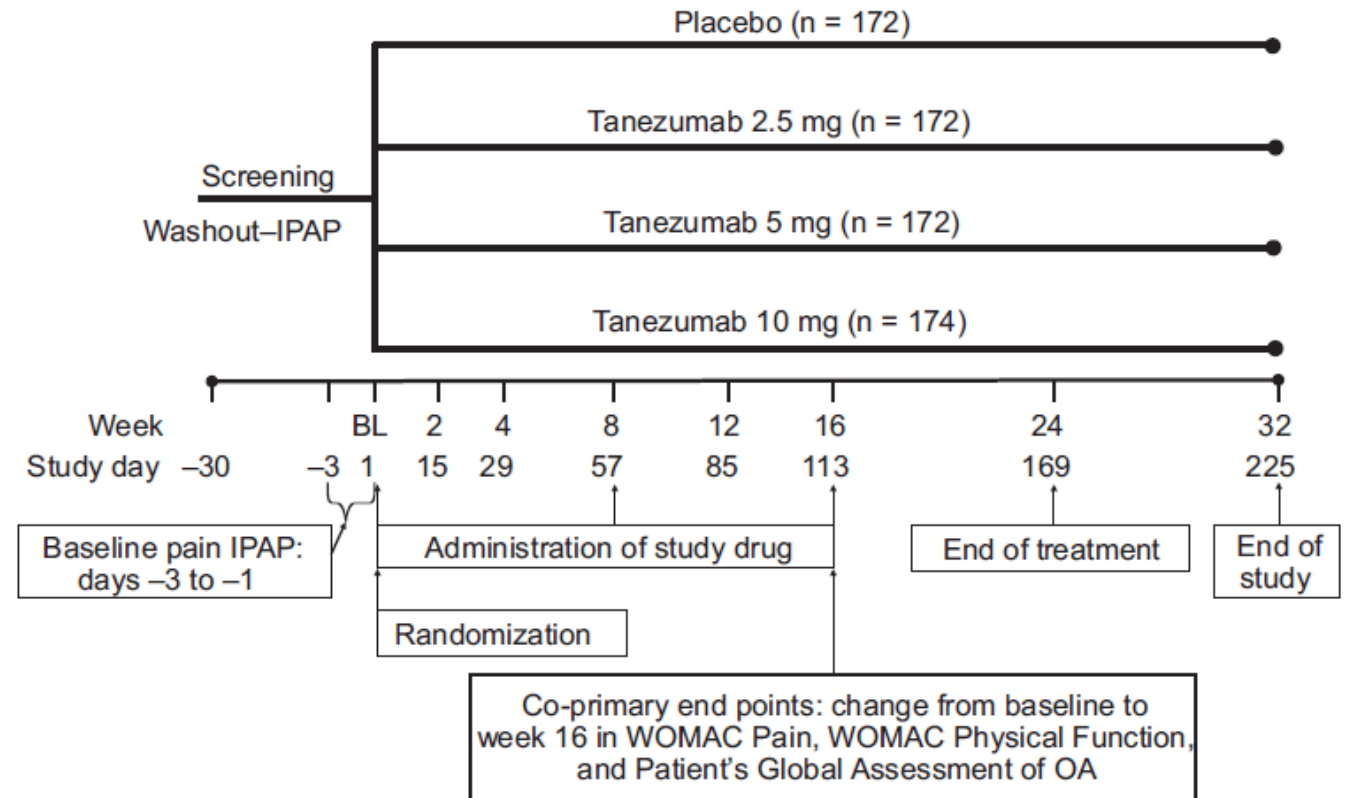 Placebo (n = 172)
Tanezumab 2.5 mg (n = 172)
Screening
Washout–IPAP
Tanezumab 5 mg (n = 172)
Tanezumab 10 mg (n = 174)
Week BL 2 4 8 12 16 24 32
Study day –30 –3 1 15 29 57 85 113 169 225
Baseline pain IPAP:
days –3 to –1
Administration of study drug
End of treatment
End of
study
Randomization
Co-primary end points: change from baseline to
week 16 in WOMAC Pain, WOMAC Physical Function,
and Patient's Global Assessment of OA